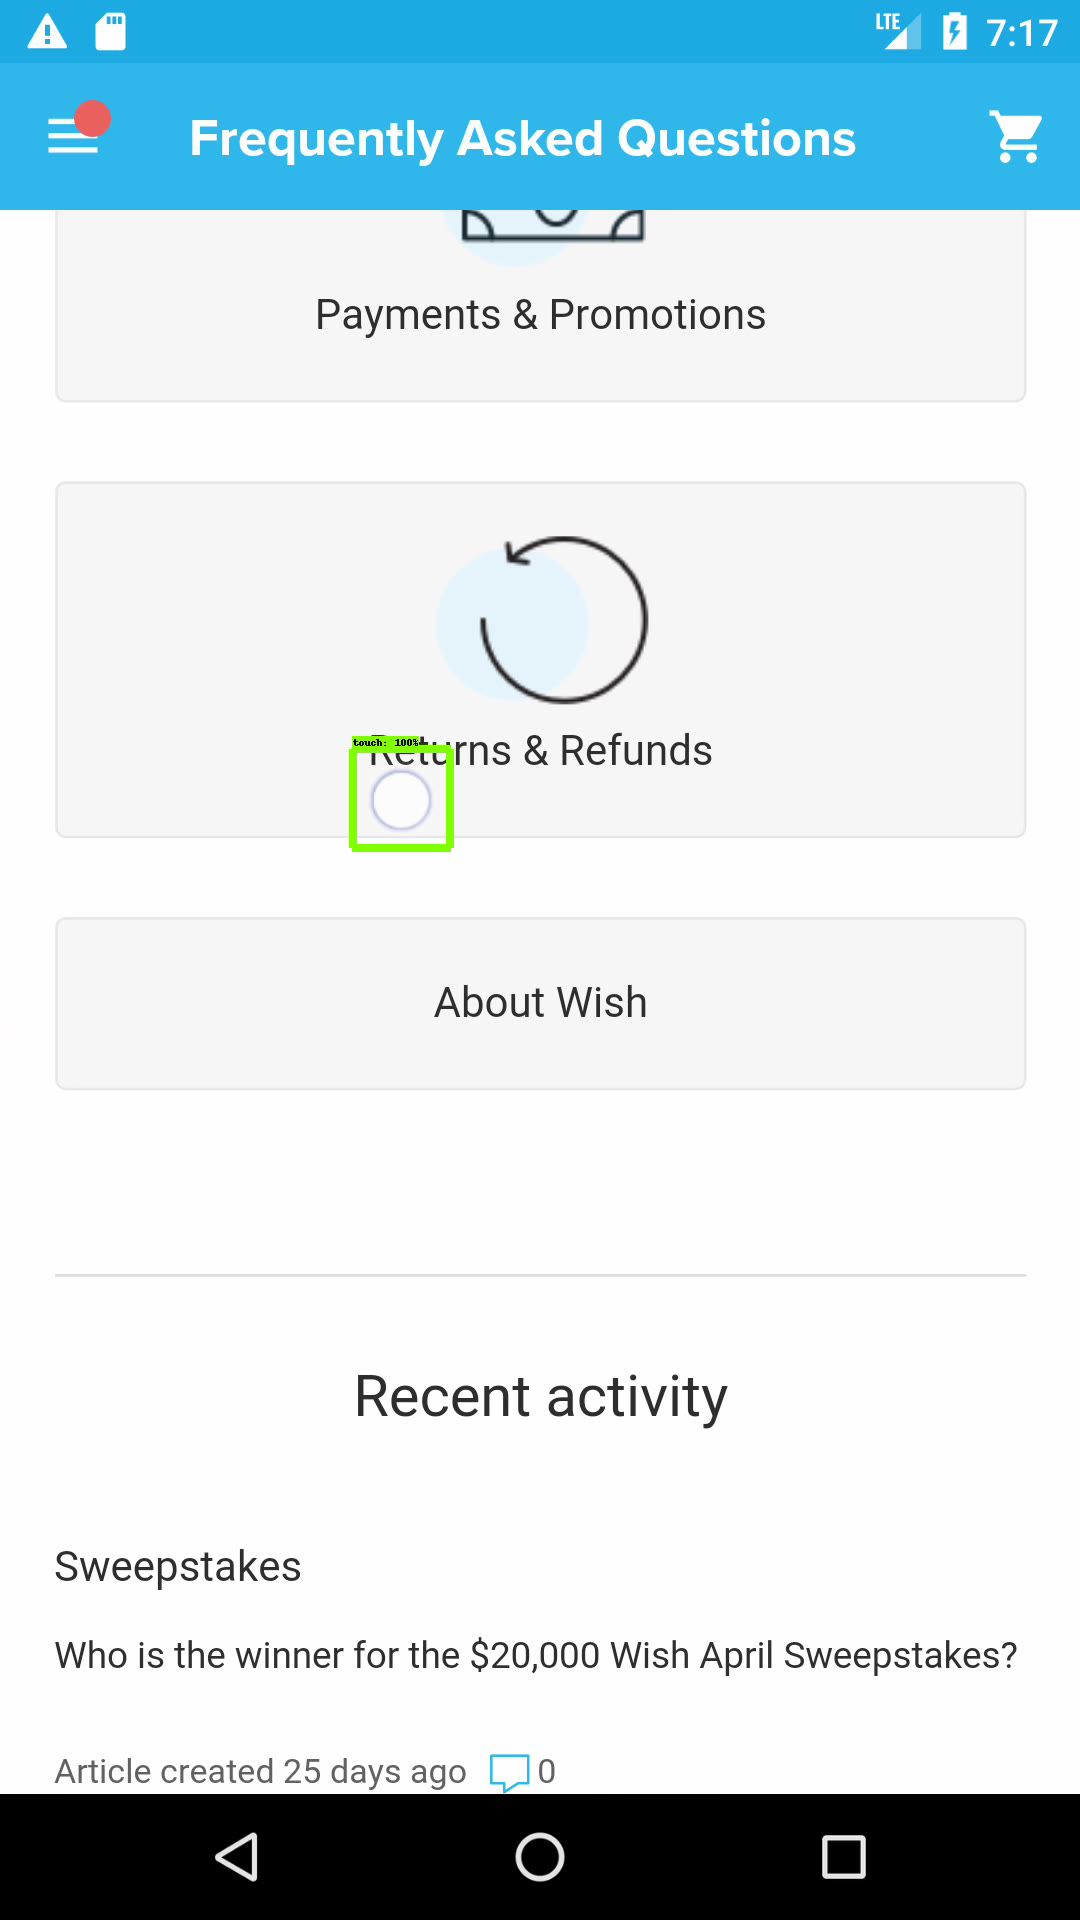 LTE 7:17
Frequently Asked Questions
Payments & Promotions
touch: 100%
Returns & Refunds
About Wish
Recent activity
Sweepstakes
Who is the winner for the $20,000 Wish April Sweepstakes?
Article created 25 days ago 0